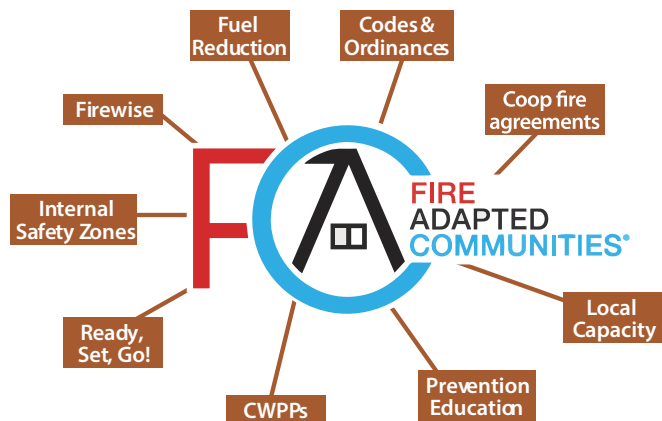 Fuel
Reduction
Codes &
Ordinances
Firewise
Coop fire
agreements
Internal
Safety Zones
FCA
FIRE
ADAPTED
COMMUNITIES®
Ready,
Set, Go!
Local
Capacity
CWPPs
Prevention
Education